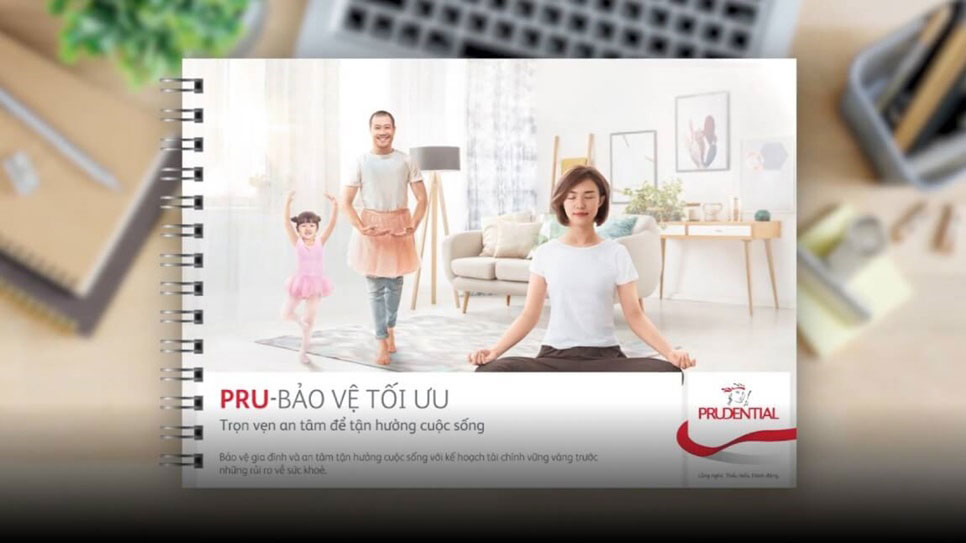 PRU-BẢO VỆ TỐI ƯU
Trọn vẹn an tâm để tận hưởng cuộc sống
Bảo vệ gia đình và an tâm tận hưởng cuộc sống với kế hoạch tài chính vững vàng trước
những rủi ro về sức khoẻ.
PRUDENTIAL
Lắng nghe. Thấu hiểu. Hành động.